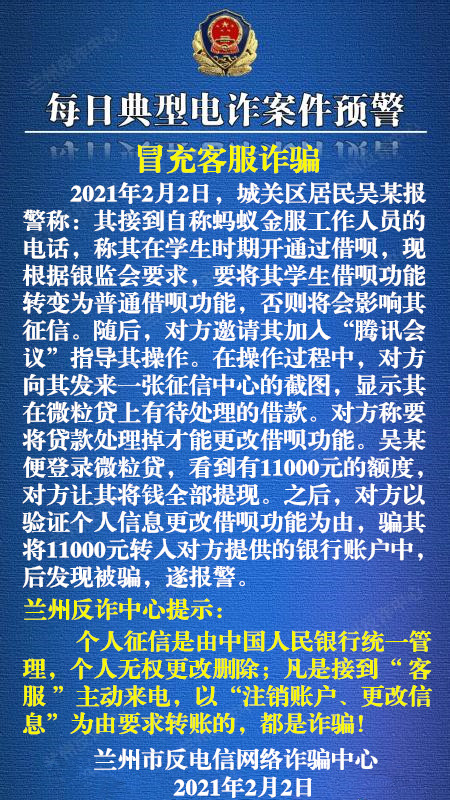 每日典型电诈案件预警
冒充客服诈骗
2021年2月2日，城关区居民吴某报
警称：其接到自称蚂蚁金服工作人员的
电话，称其在学生时期开通过借呗，现
根据银监会要求，要将其学生借呗功能
转变为普通借呗功能，否则将会影响其
征信。随后，对方邀请其加入“腾讯会
议”指导其操作。在操作过程中，对方
向其发来一张征信中心的截图，显示其
在微粒贷上有待处理的借款。对方称要
将贷款处理掉才能更改借呗功能。吴某
便登录微粒贷，看到有11000元的额度，
对方让其将钱全部提现。之后，对方以
验证个人信息更改借呗功能为由，骗其
将11000元转入对方提供的银行账户中，
后发现被骗，遂报警。
兰州反诈中心提示：
个人征信是由中国人民银行统一管
理，个人无权更改删除；凡是接到“客
服”主动来电，以“注销账户、更改信
息”为由要求转账的，都是诈骗！
兰州市反电信网络诈骗中心
2021年2月2日